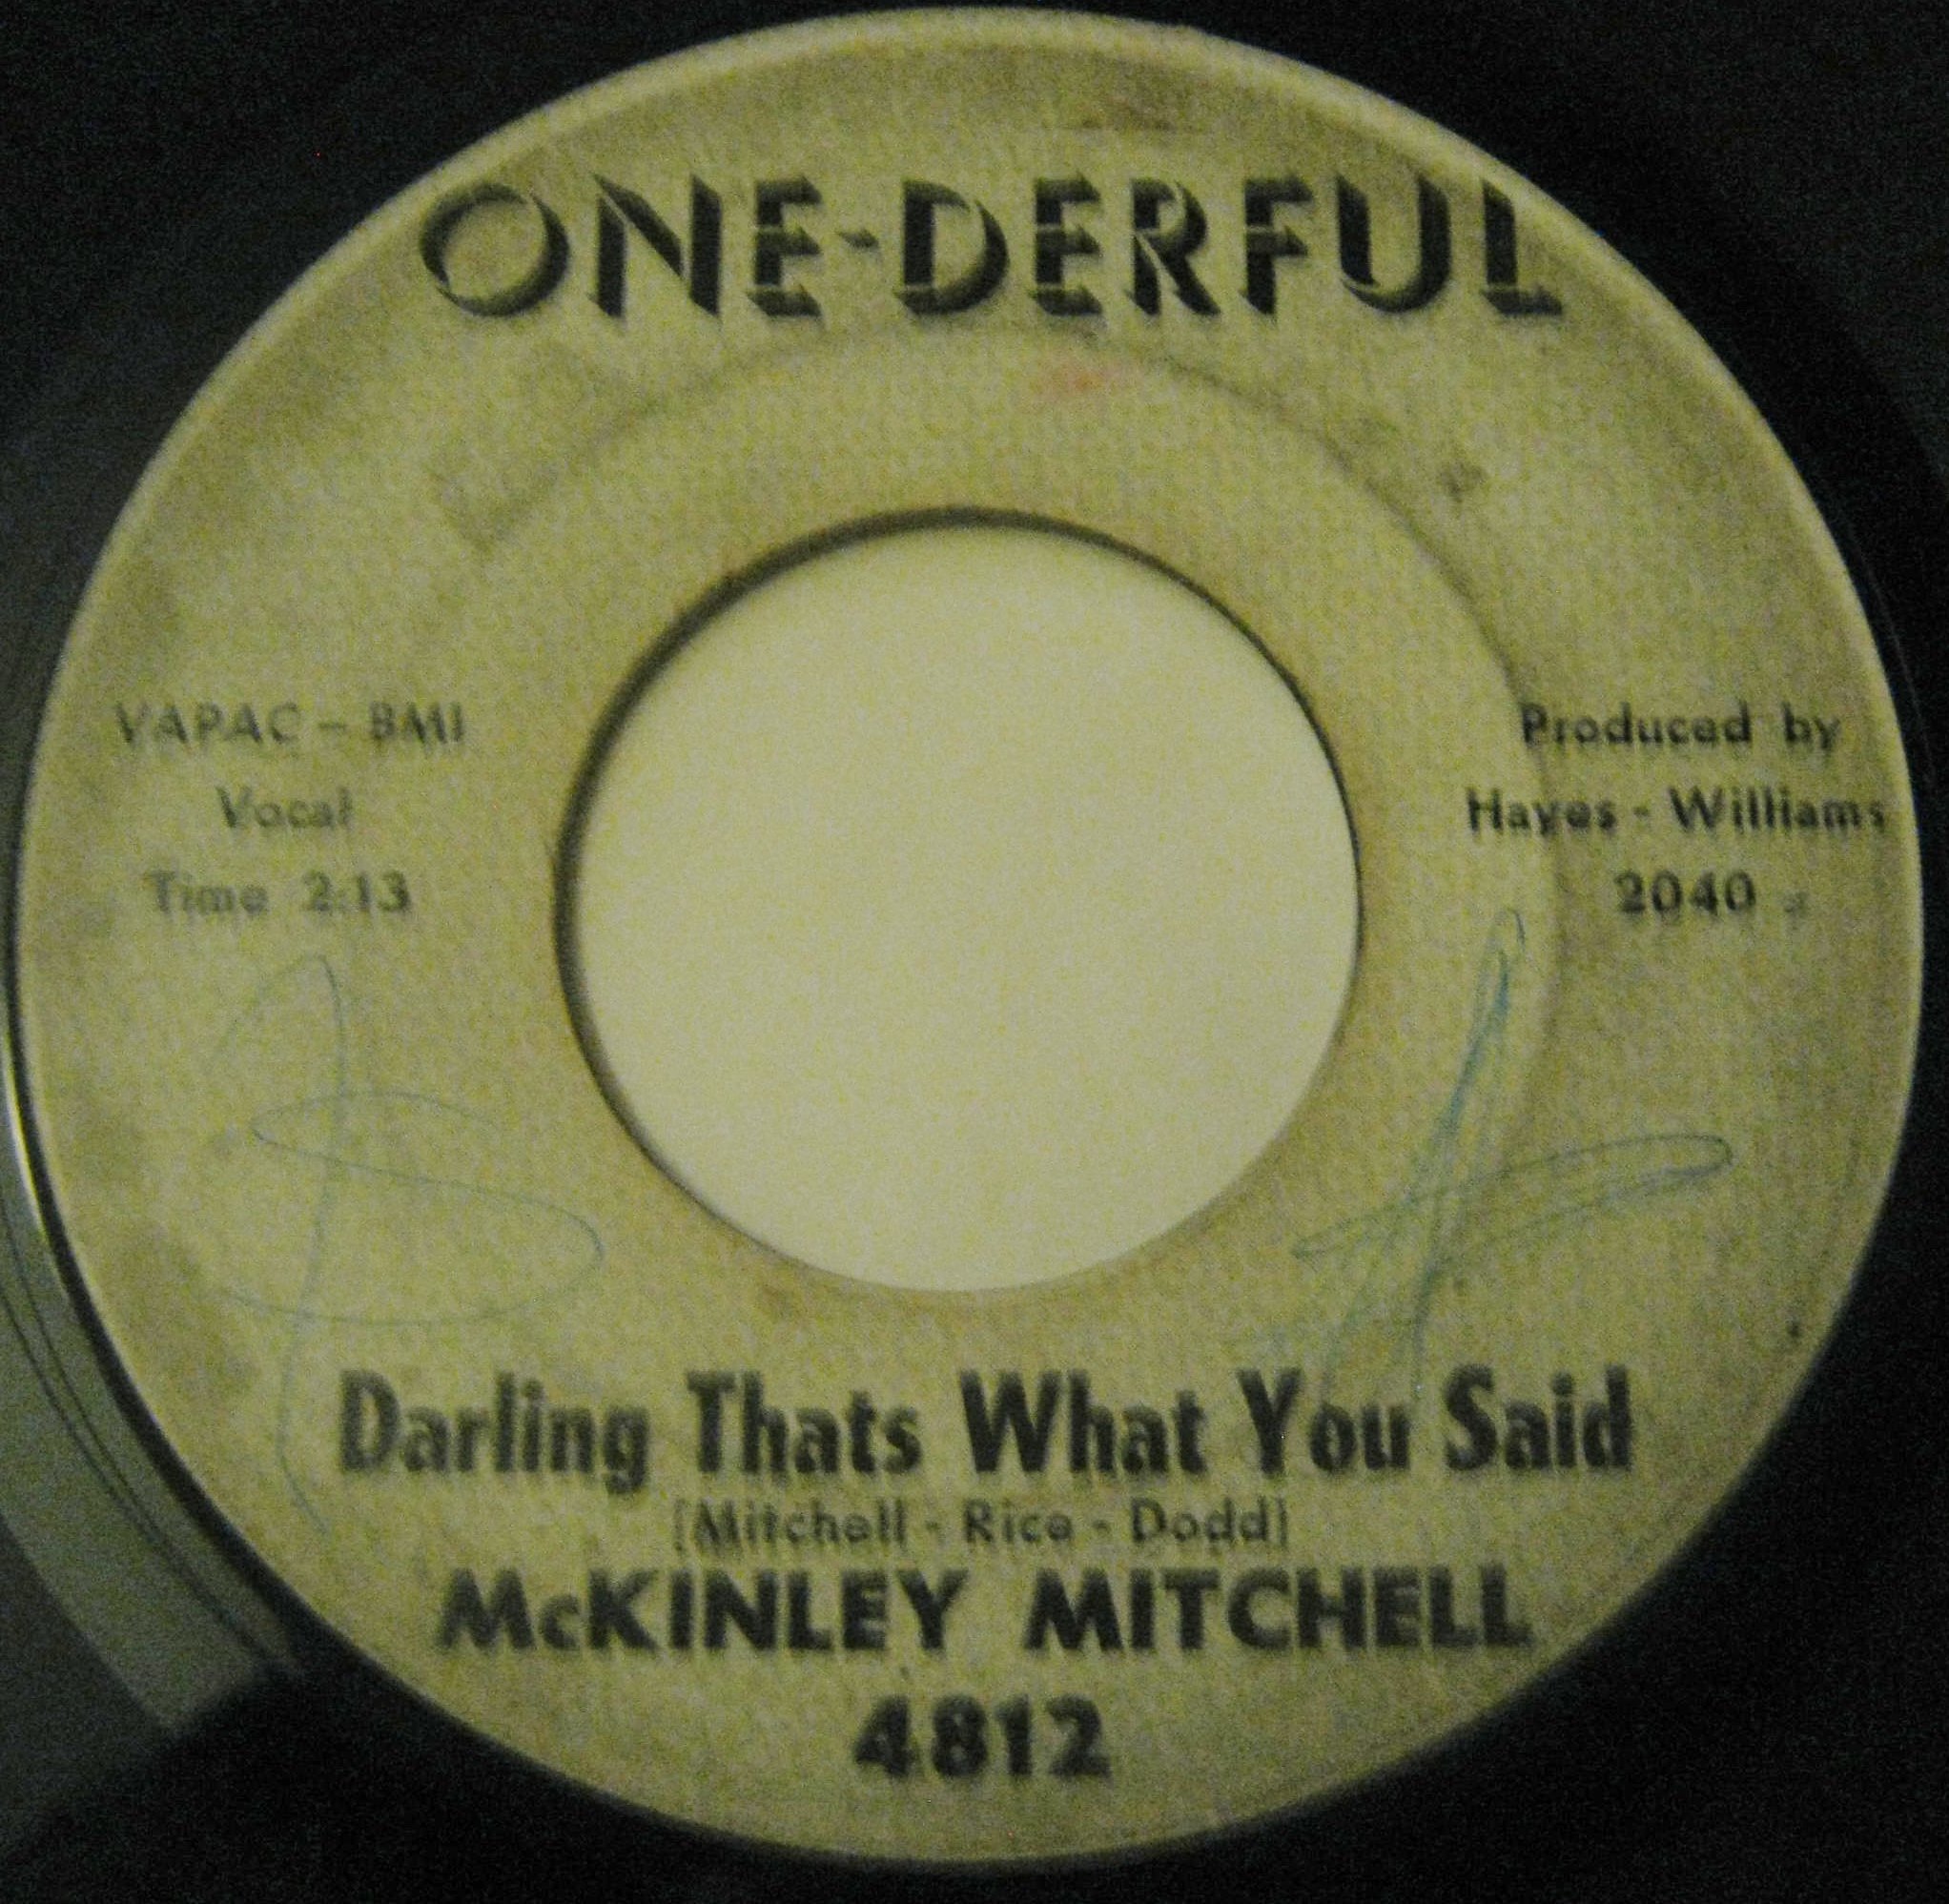 ONE-DERFUL
VAPAC - BMI
Vocal
Time 2:13
Produced by
Hayes - Williams
2040
Darling Thats What You Said
[Mitchell - Rice - Dodd]
McKINLEY MITCHELL
4812